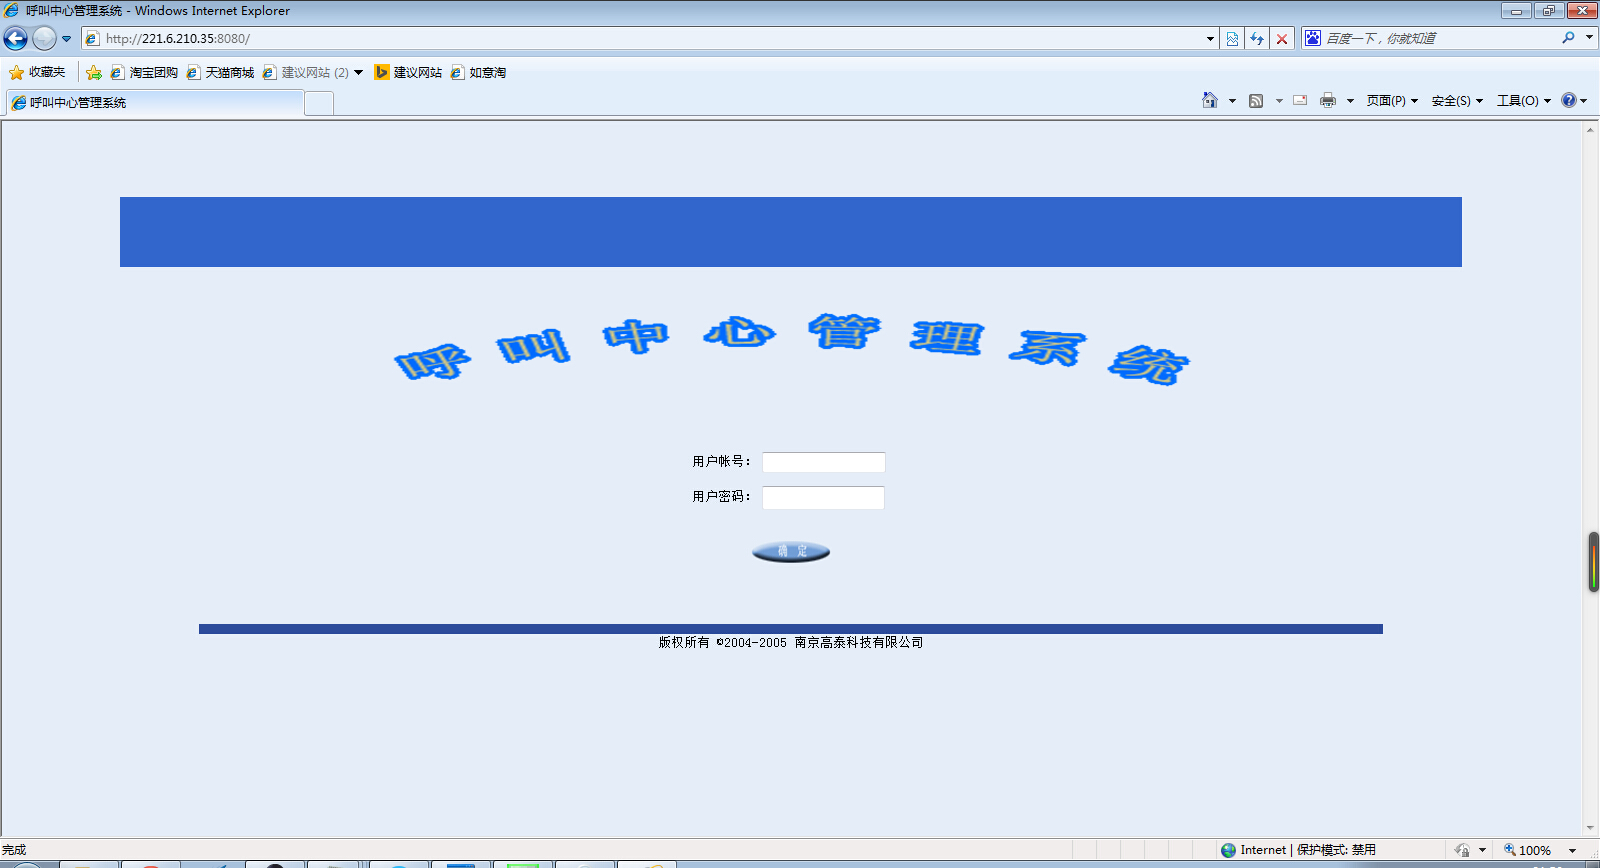 呼叫中心管理系统 - Windows Internet Explorer
http://221.6.210.35:8080/
百度一下，你就知道
收藏夹 淘宝团购 天猫商城 建议网站 (2) 建议网站 如意淘
呼叫中心管理系统
页面(P) 安全(S) 工具(O)
呼叫中心管理系统
用户帐号：
用户密码：
确 定
版权所有 ©2004-2005 南京高泰科技有限公司
完成
Internet | 保护模式: 禁用
100%